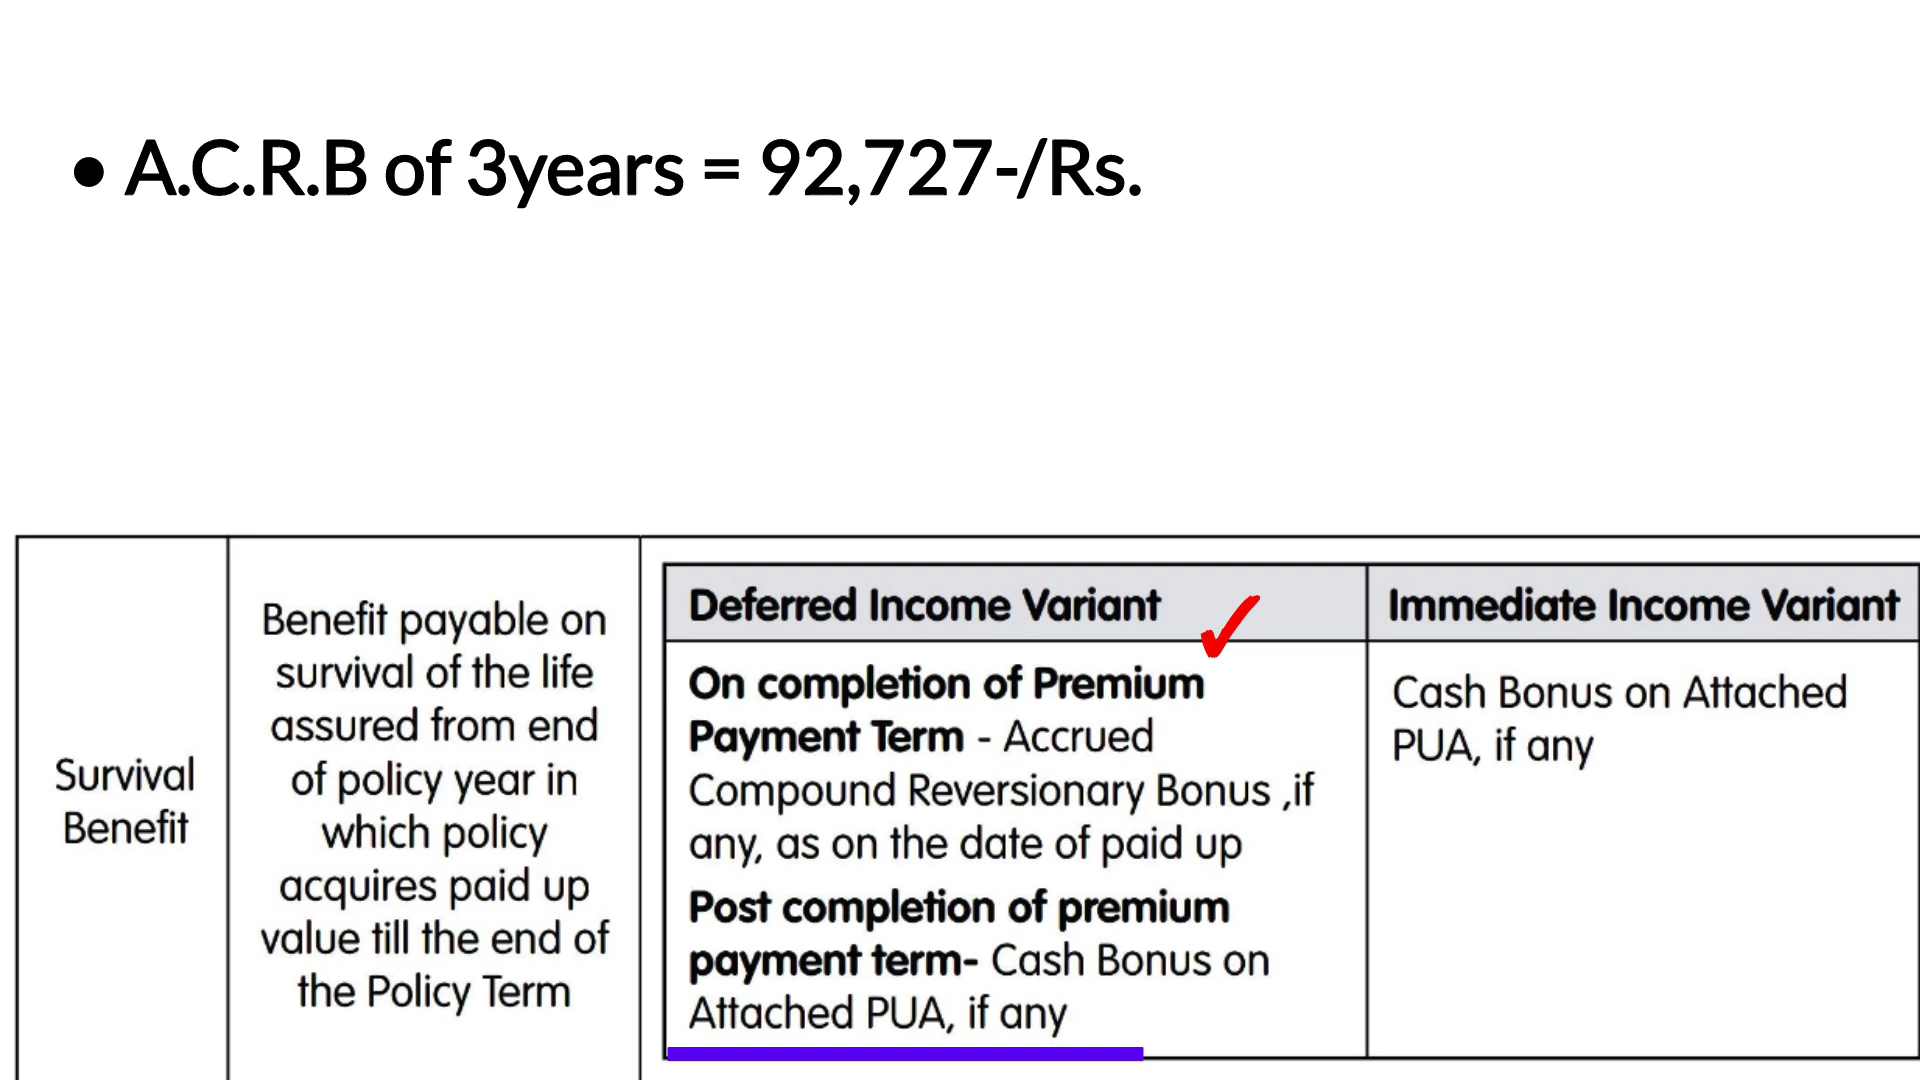 • A.C.R.B of 3years = 92,727-/Rs.
Survival
Benefit
Benefit payable on
survival of the life
assured from end
of policy year in
which policy
acquires paid up
value till the end of
the Policy Term
Deferred Income Variant
On completion of Premium
Payment Term - Accrued
Compound Reversionary Bonus ,if
any, as on the date of paid up
Post completion of premium
payment term- Cash Bonus on
Attached PUA, if any
Immediate Income Variant
Cash Bonus on Attached
PUA, if any